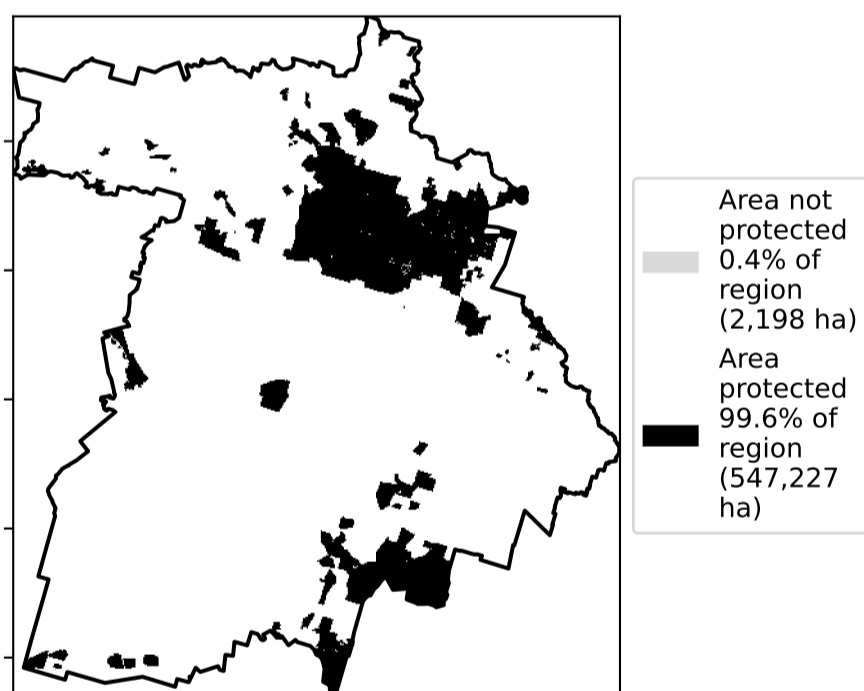 Area not
protected
0.4% of
region
(2,198 ha)
Area
protected
99.6% of
region
(547,227
ha)